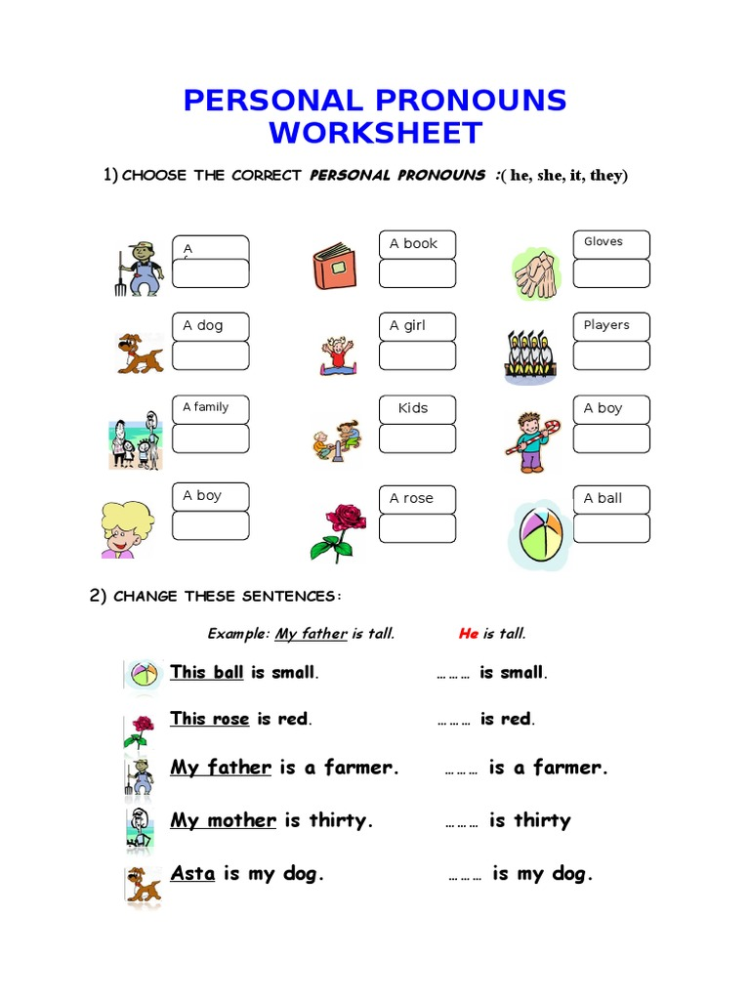 PERSONAL PRONOUNS
WORKSHEET
1) CHOOSE THE CORRECT PERSONAL PRONOUNS :( he, she, it, they)
A
A book
Gloves
A dog
A girl
Players
A family
Kids
A boy
A boy
A rose
A ball
2) CHANGE THESE SENTENCES:
Example: My father is tall. He is tall.
This ball is small. ……… is small.
This rose is red. ……… is red.
My father is a farmer. ……… is a farmer.
My mother is thirty. ……… is thirty
Asta is my dog. ……… is my dog.